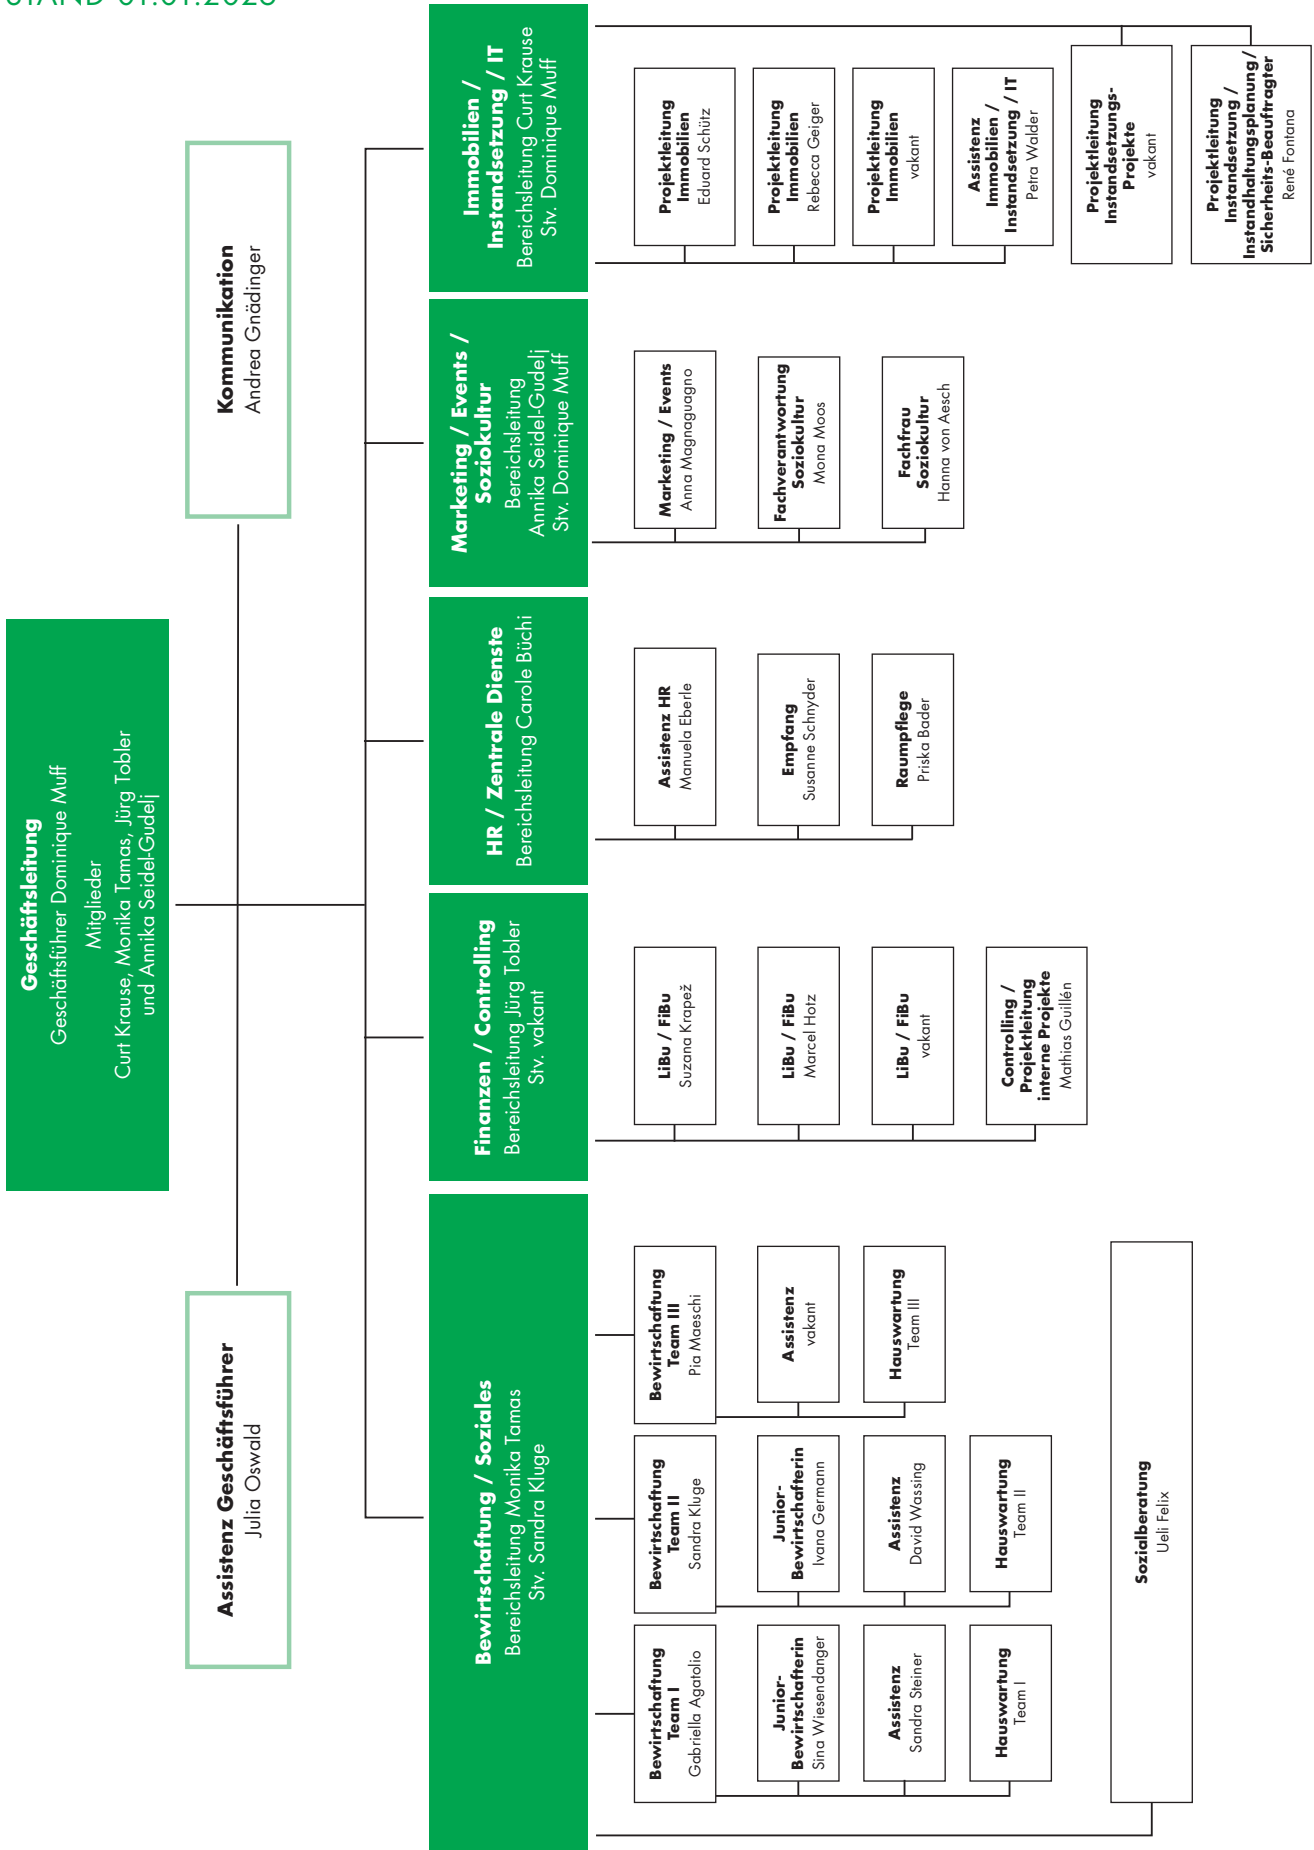 STAND 01.01.2023
Geschäftsleitung
Geschäftsführer Dominique Muff
Mitglieder
Curt Krause, Monika Tamas, Jürg Tobler
und Annika Seidel-Gudelj
Assistenz Geschäftsführer
Julia Oswald
Kommunikation
Andrea Gnädinger
Bewirtschaftung / Soziales
Bereichsleitung Monika Tamas
Stv. Sandra Kluge
Bewirtschaftung
Team I
Gabriella Agatolio
Junior-
Bewirtschafterin
Sina Wiesendanger
Assistenz
Sandra Steiner
Hauswartung
Team I
Bewirtschaftung
Team II
Sandra Kluge
Junior-
Bewirtschafterin
Ivana Germann
Assistenz
David Wassing
Hauswartung
Team II
Bewirtschaftung
Team III
Pia Maeschi
Assistenz
vakant
Hauswartung
Team III
Sozialberatung
Ueli Felix
Finanzen / Controlling
Bereichsleitung Jürg Tobler
Stv. vakant
LiBu / FiBu
Suzana Krapež
LiBu / FiBu
Marcel Hotz
LiBu / FiBu
vakant
Controlling /
Projektleitung
interne Projekte
Mathias Guillén
HR / Zentrale Dienste
Bereichsleitung Carole Büchi
Assistenz HR
Manuela Eberle
Empfang
Susanne Schnyder
Raumpflege
Priska Bader
Marketing / Events /
Soziokultur
Bereichsleitung
Annika Seidel-Gudelj
Stv. Dominique Muff
Marketing / Events
Anna Magnaguagno
Fachverantwortung
Soziokultur
Mona Moos
Fachfrau
Soziokultur
Hanna von Aesch
Immobilien /
Instandsetzung / IT
Bereichsleitung Curt Krause
Stv. Dominique Muff
Projektleitung
Immobilien
Eduard Schütz
Projektleitung
Immobilien
Rebecca Geiger
Projektleitung
Immobilien
vakant
Assistenz
Immobilien /
Instandsetzung / IT
Petra Walder
Projektleitung
Instandsetzungs-
Projekte
vakant
Projektleitung
Instandsetzung /
Instandhaltungsplanung/
Sicherheits-Beauftragter
René Fontana